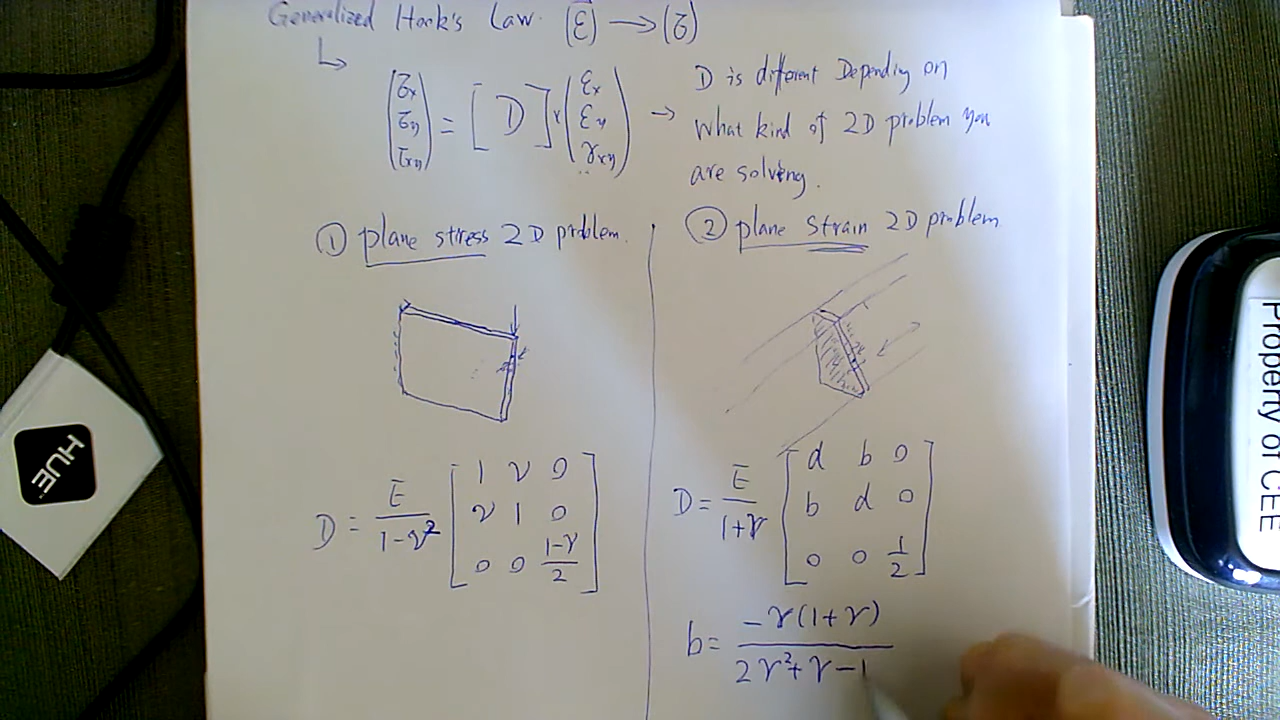 Generalized Hook's Law. (ε) → (σ)
(σx σy τxy) = [D] × (εx εy γxy) → D is different Depending on
what kind of 2D problem you
are solving.
① plane stress 2D problem.
② plane strain 2D problem
t
t
D = E/(1-ν²) [1 ν 0
ν 1 0
0 0 (1-ν)/2]
D = E/(1+ν) [d b 0
b d 0
0 0 1/2]
b = -ν(1+ν)/(2ν²+ν-1
HUE
Property of CEE